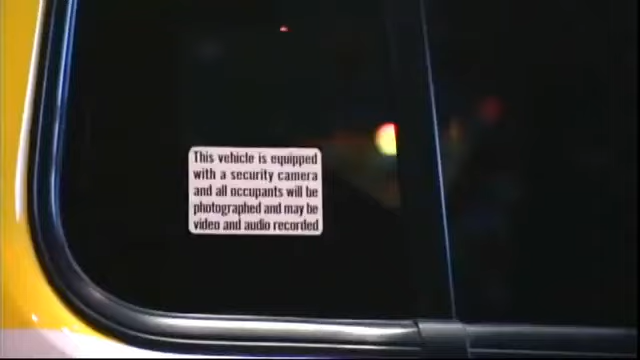 This vehicle is equipped
with a security camera
and all occupants will be
photographed and may be
video and audio recorded